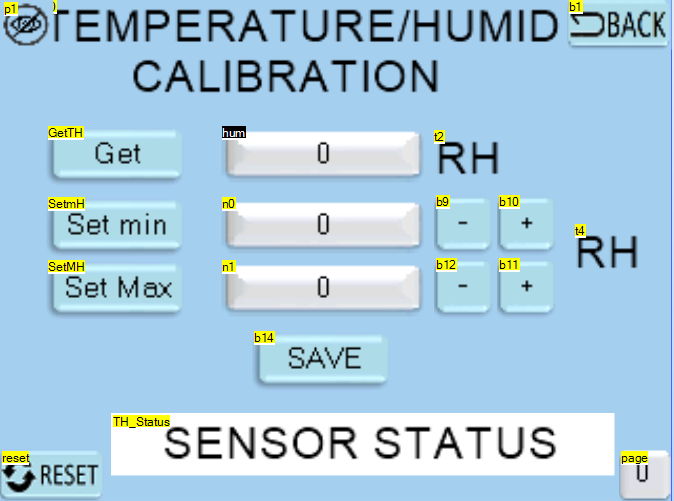 p1 TEMPERATURE/HUMID b1 BACK
CALIBRATION
GetTH hum t2
Get 0 RH
SetmH n0 b9 b10
Set min 0 - +
t4
RH
SetMH n1 b12 b11
Set Max 0 - +
b14
SAVE
TH_Status
SENSOR STATUS
reset page
RESET 0